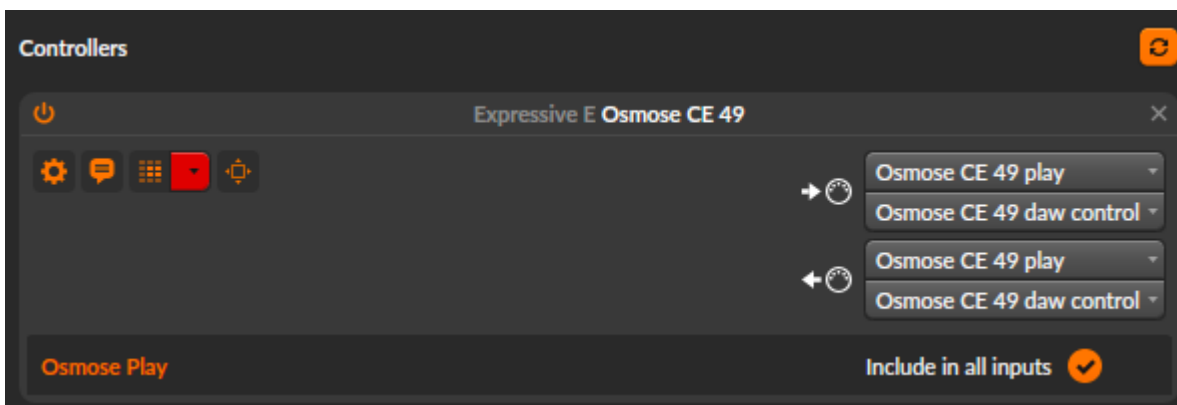 Controllers
Expressive E Osmose CE 49
Osmose CE 49 play
Osmose CE 49 daw control
Osmose CE 49 play
Osmose CE 49 daw control
Osmose Play
Include in all inputs